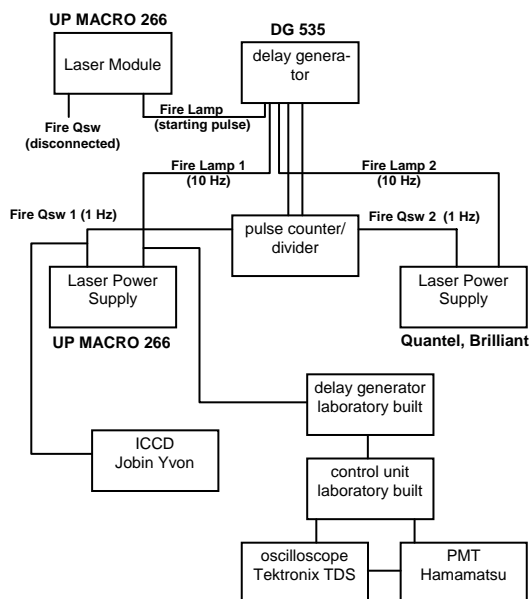 UP MACRO 266
DG 535
Laser Module
delay genera-
tor
Fire Lamp
(starting pulse)
Fire Qsw
(disconnected)
Fire Lamp 1
(10 Hz)
Fire Lamp 2
(10 Hz)
Fire Qsw 1 (1 Hz)
pulse counter/
divider
Fire Qsw 2 (1 Hz)
Laser Power
Supply
UP MACRO 266
Laser Power
Supply
Quantel, Brilliant
delay generator
laboratory built
ICCD
Jobin Yvon
control unit
laboratory built
oscilloscope
Tektronix TDS
PMT
Hamamatsu